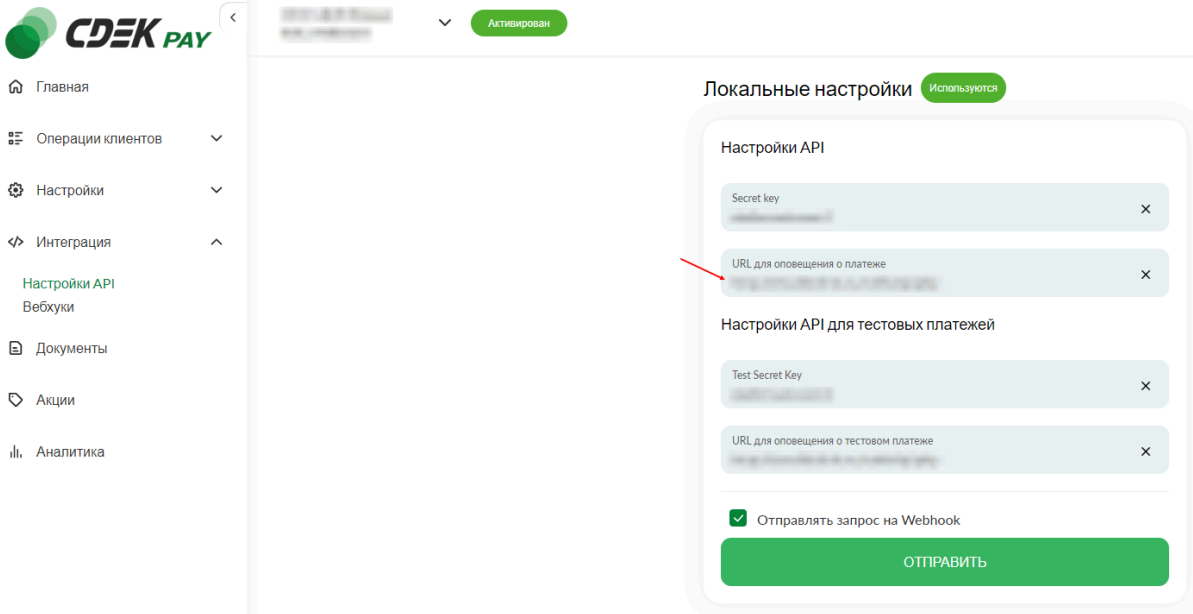 CDEK PAY
Активирован
Главная
Операции клиентов
Настройки
Интеграция
Настройки API
Вебхуки
Документы
Акции
Аналитика
Локальные настройки Используются
Настройки API
Secret key
URL для оповещения о платеже
Настройки API для тестовых платежей
Test Secret Key
URL для оповещения о тестовом платеже
Отправлять запрос на Webhook
ОТПРАВИТЬ